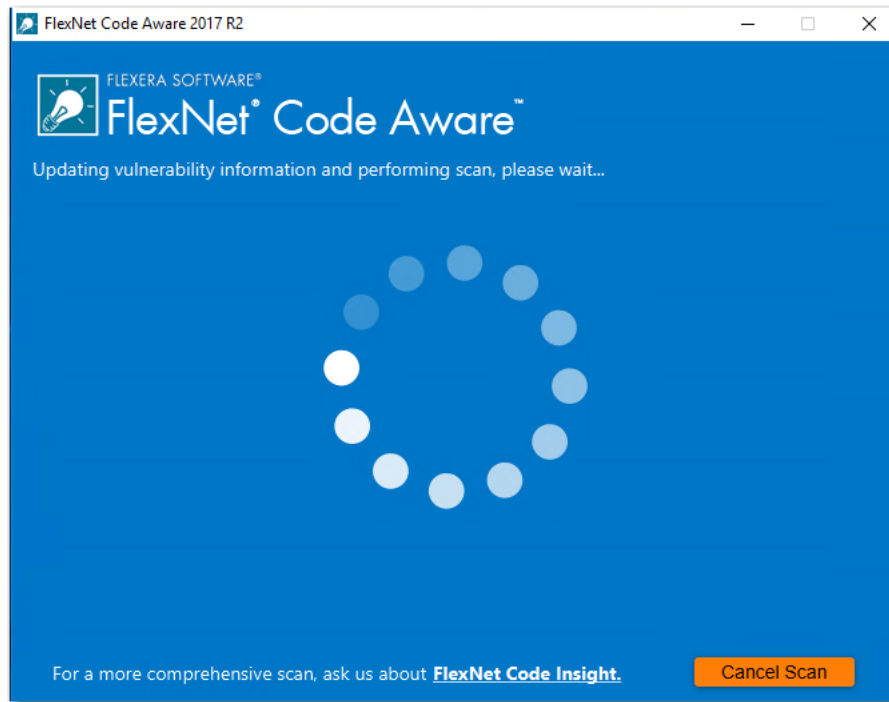 FlexNet Code Aware 2017 R2
FLEXERA SOFTWARE®
FlexNet® Code Aware™
Updating vulnerability information and performing scan, please wait...
For a more comprehensive scan, ask us about FlexNet Code Insight.
Cancel Scan